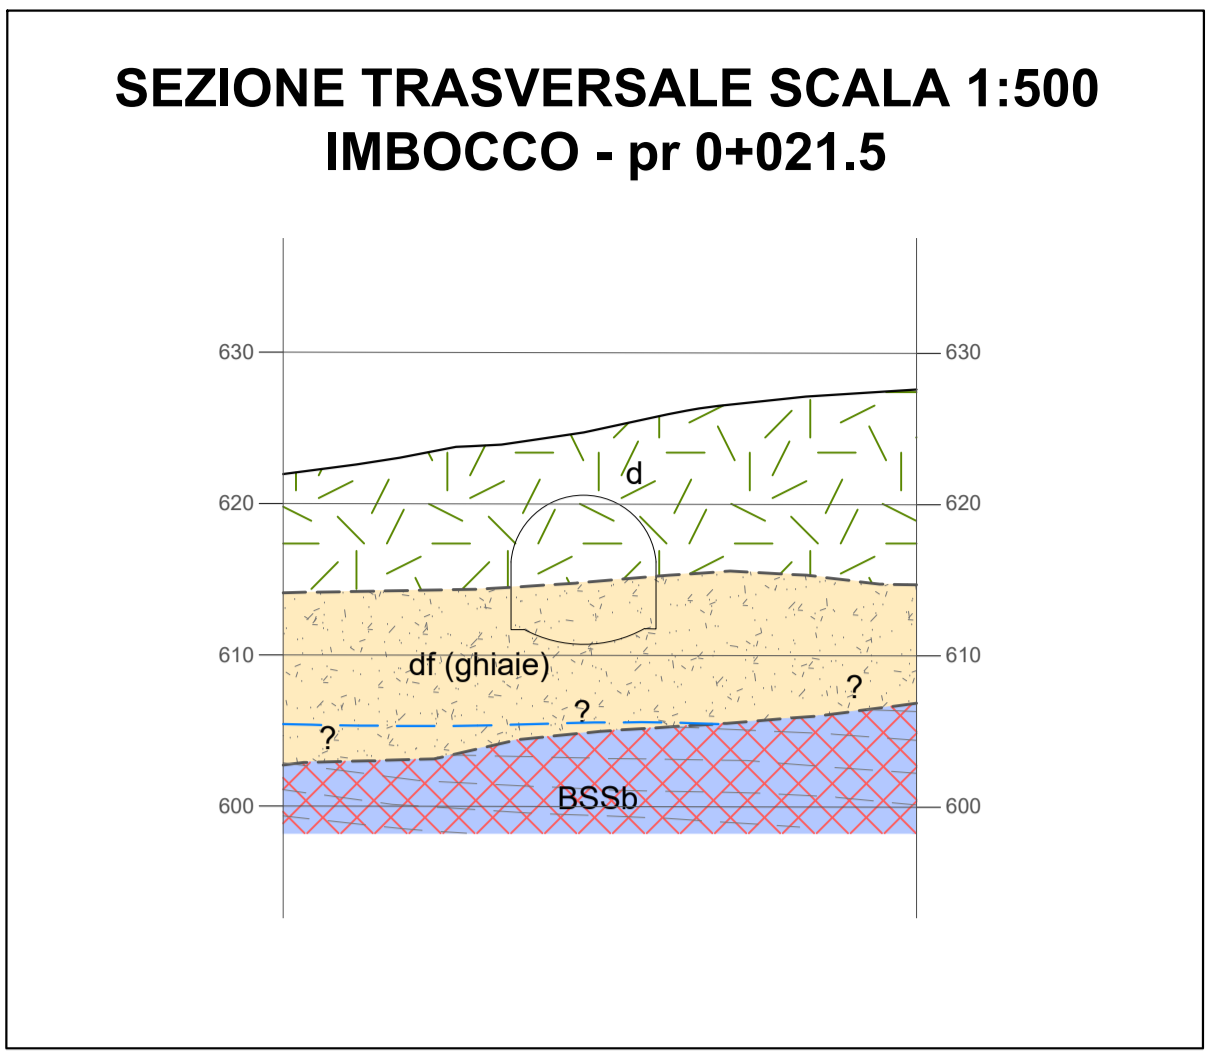 SEZIONE TRASVERSALE SCALA 1:500
IMBOCCO - pr 0+021.5
630 630
d
620 620
610 610
df (ghiaie)
?
?
?
BSSb
600 600